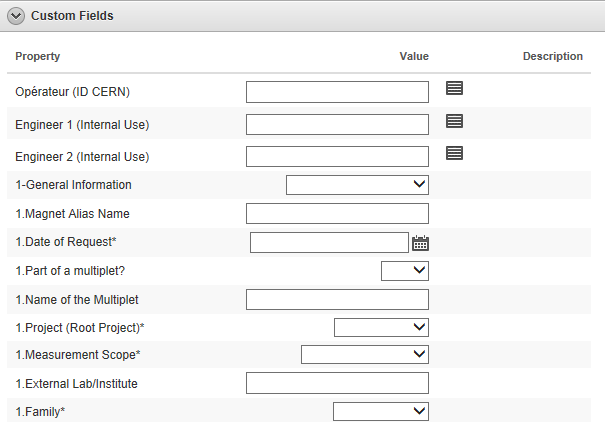 Custom Fields
Property Value Description
Opérateur (ID CERN)
Engineer 1 (Internal Use)
Engineer 2 (Internal Use)
1-General Information
1.Magnet Alias Name
1.Date of Request*
1.Part of a multiplet?
1.Name of the Multiplet
1.Project (Root Project)*
1.Measurement Scope*
1.External Lab/Institute
1.Family*